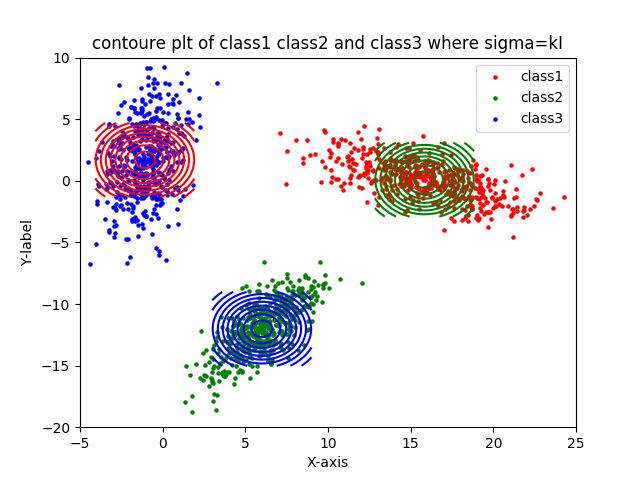 contoure plt of class1 class2 and class3 where sigma=kI
class1
class2
class3
10
5
0
−5
−10
−15
−20
Y-label
−5 0 5 10 15 20 25
X-axis